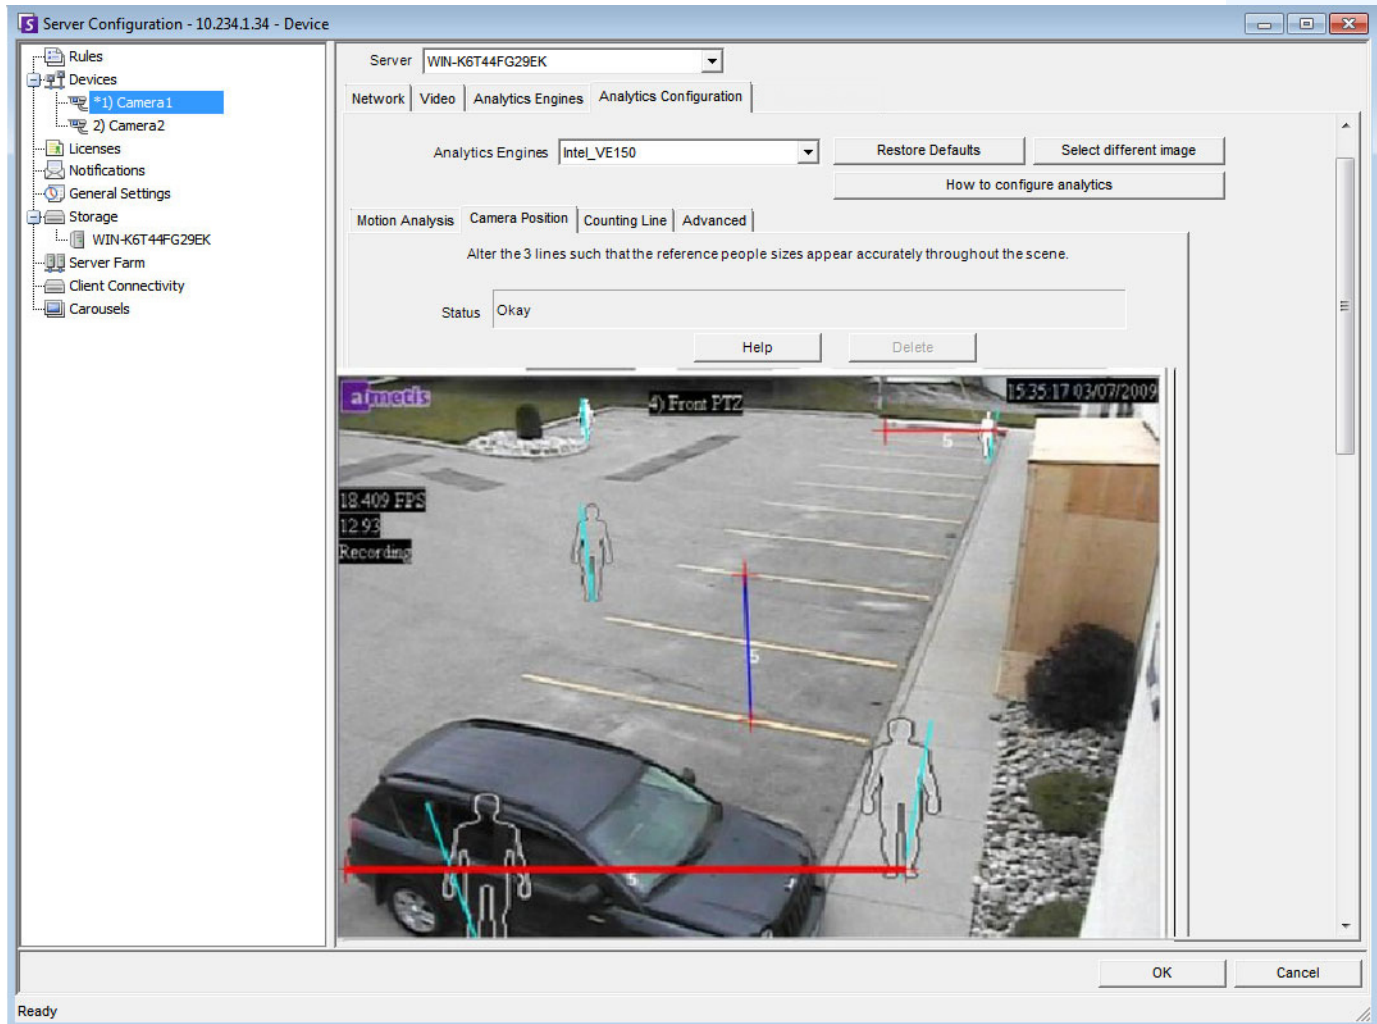 Server Configuration - 10.234.1.34 - Device
Rules
Devices
*1) Camera1
2) Camera2
Licenses
Notifications
General Settings
Storage
WIN-K6T44FG29EK
Server Farm
Client Connectivity
Carousels
Server WIN-K6T44FG29EK
Network Video Analytics Engines Analytics Configuration
Analytics Engines Intel_VE150 Restore Defaults Select different image
How to configure analytics
Motion Analysis Camera Position Counting Line Advanced
Alter the 3 lines such that the reference people sizes appear accurately throughout the scene.
Status Okay
Help Delete
aimetis 4) Front PTZ 15:35:17 03/07/2009
5
18.409 FPS
12.93
Recording
5
5
OK Cancel
Ready